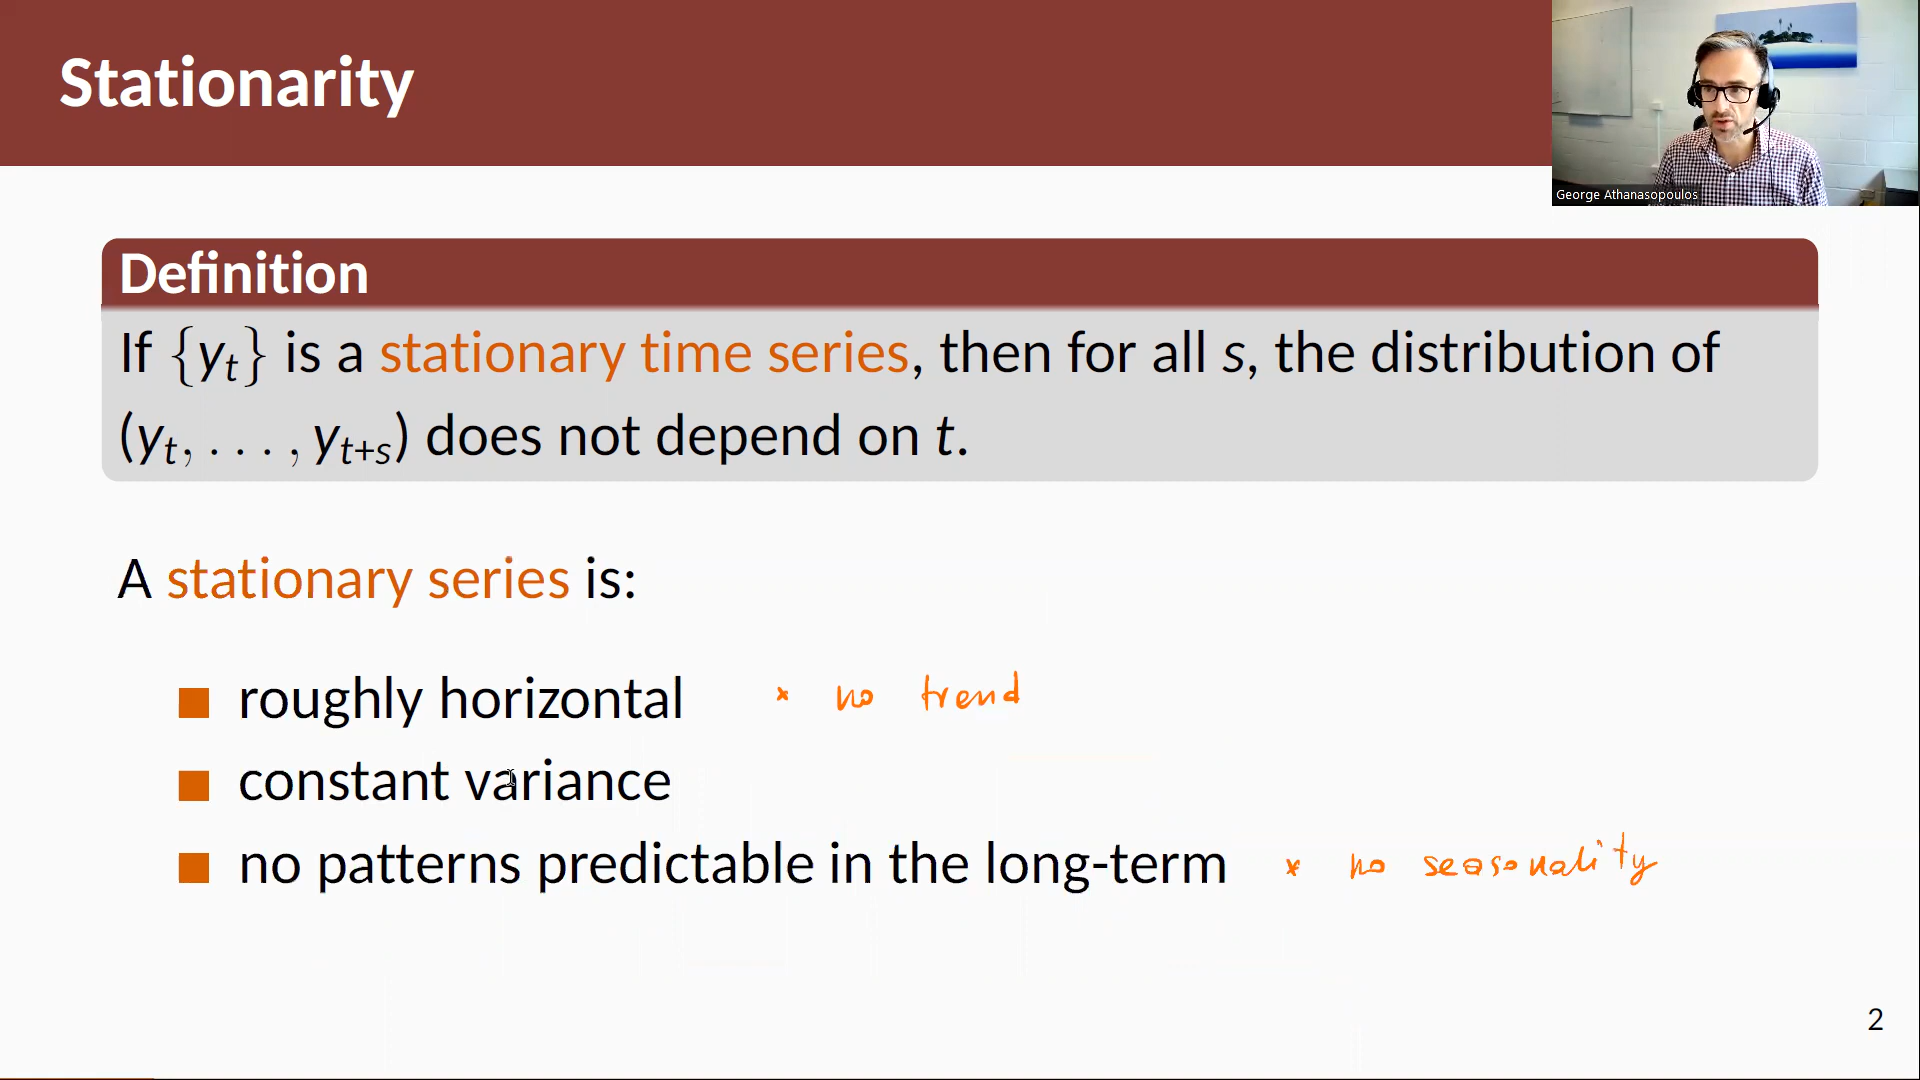 Stationarity
George Athanasopoulos
Definition
If {yt} is a stationary time series, then for all s, the distribution of
(yt, . . . , yt+s) does not depend on t.
A stationary series is:
■ roughly horizontal * no trend
■ constant variance
■ no patterns predictable in the long-term * no seasonality
2